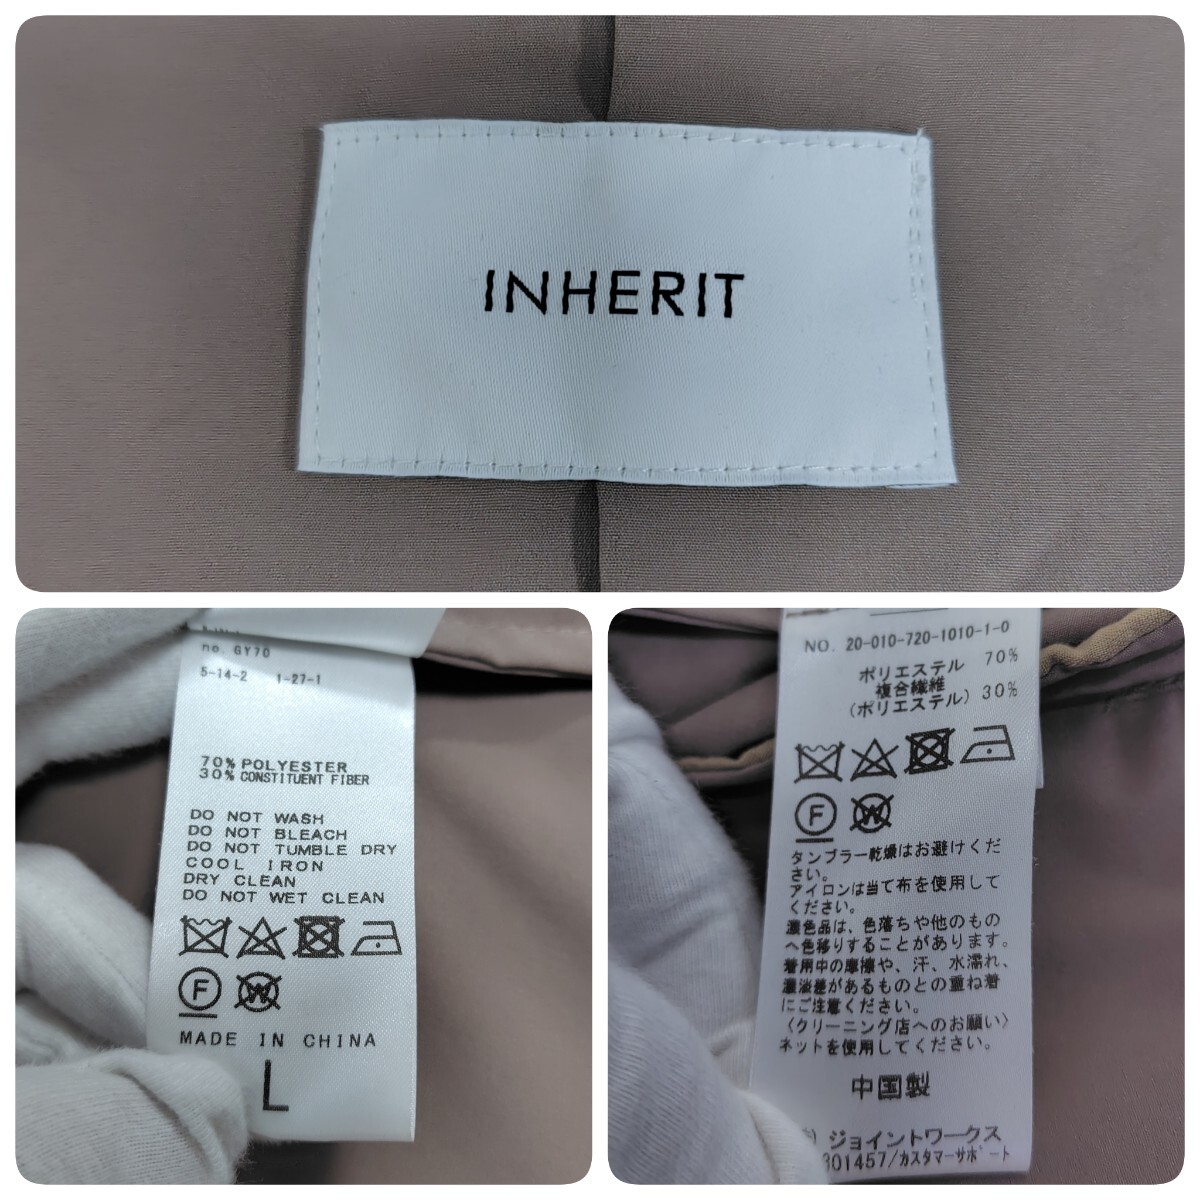 INHERIT
no. GY70
5-14-2 1-27-1
70% POLYESTER
30% CONSTITUENT FIBER
DO NOT WASH
DO NOT BLEACH
DO NOT TUMBLE DRY
COOL IRON
DRY CLEAN
DO NOT WET CLEAN
F W
MADE IN CHINA
L
NO. 20-010-720-1010-1-0
ポリエステル 70%
複合繊維
(ポリエステル) 30%
F W
タンブラー乾燥はお避けくだ
さい。
アイロンは当て布を使用して
ください。
濃色品は、色落ちや他のもの
へ色移りすることがあります。
着用中の摩擦や、汗、水濡れ、
濃淡差があるものとの重ね着
にご注意ください。
〈クリーニング店へのお願い〉
ネットを使用してください。
中国製
ジョイントワークス
301457/カスタマーサポート